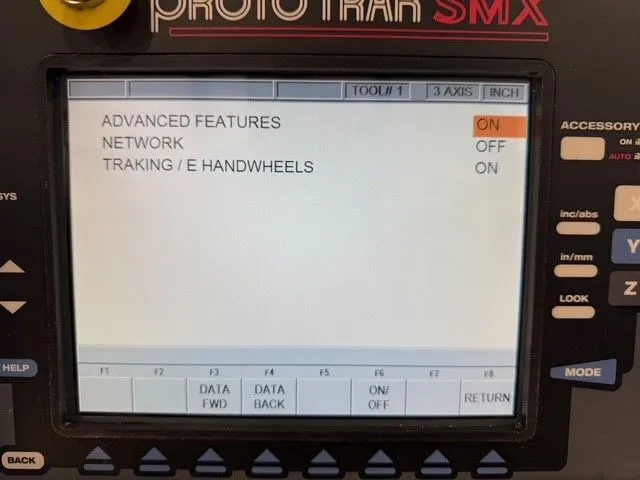 PROTOTRAK SMX
TOOL# 1 3 AXIS INCH
ADVANCED FEATURES ON
NETWORK OFF
TRAKING / E HANDWHEELS ON
ACCESSORY
ON
AUTO
SYS
inc/abs
X
in/mm
Y
LOOK
Z
HELP
MODE
F1 F2 F3 F4 F5 F6 F7 F8
DATA FWD
DATA BACK
ON/ OFF
RETURN
BACK